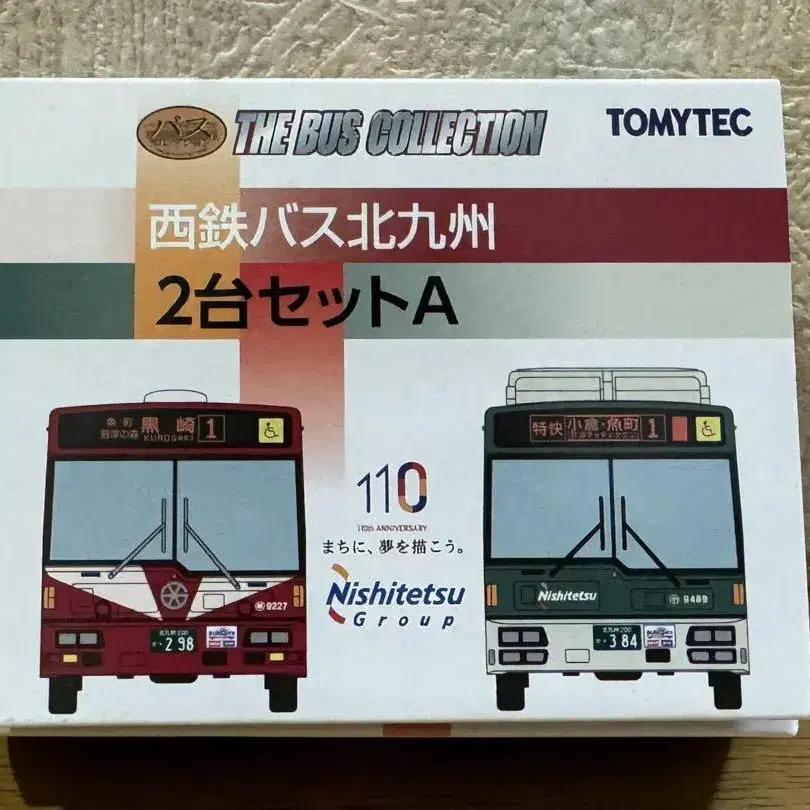 バス
THE BUS COLLECTION
TOMYTEC
西鉄バス北九州
2台セットA
黒崎
KUROSAKI
1
特快
小倉・魚町
1
110
110th ANNIVERSARY
まちに、夢を描こう。
Nishitetsu
Group
9227
298
Nishitetsu
9489
384